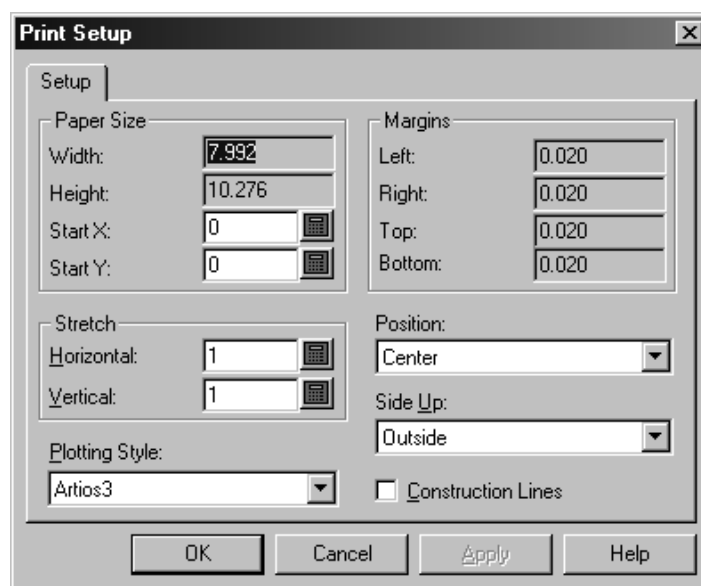 Print Setup
Setup
Paper Size
Width: 7.992
Height: 10.276
Start X: 0
Start Y: 0
Margins
Left: 0.020
Right: 0.020
Top: 0.020
Bottom: 0.020
Stretch
Horizontal: 1
Vertical: 1
Position:
Center
Side Up:
Outside
Plotting Style:
Artios3
Construction Lines
OK Cancel Apply Help